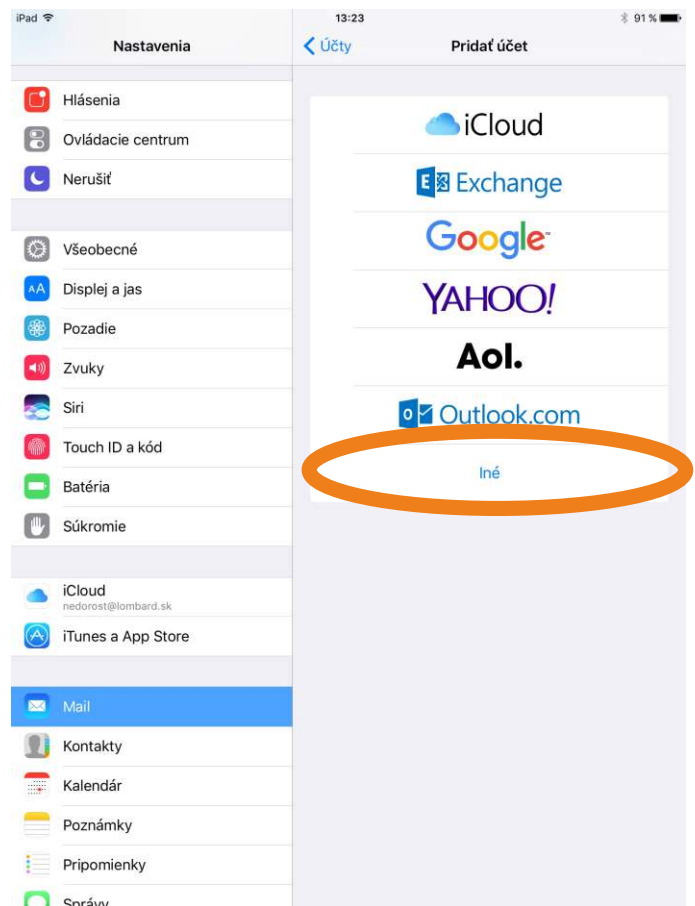 iPad 13:23 91 %
Nastavenia
Účty Pridať účet
Hlásenia
Ovládacie centrum
Nerušiť
Všeobecné
AA Displej a jas
Pozadie
Zvuky
Siri
Touch ID a kód
Batéria
Súkromie
iCloud
nedorost@lombard.sk
iTunes a App Store
Mail
Kontakty
Kalendár
Poznámky
Pripomienky
Správy
iCloud
E Exchange
Google
YAHOO!
Aol.
o Outlook.com
Iné